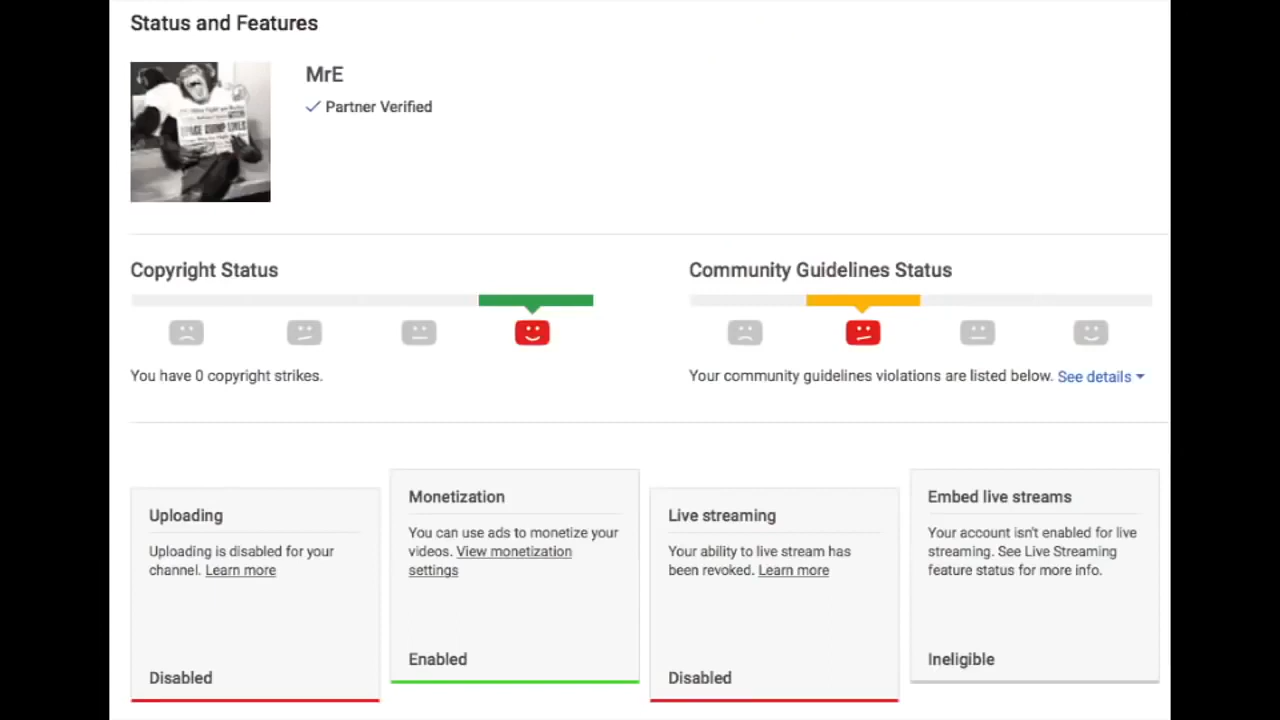 Status and Features
MrE
Partner Verified
Copyright Status
You have 0 copyright strikes.
Community Guidelines Status
Your community guidelines violations are listed below. See details
Uploading
Uploading is disabled for your
channel. Learn more
Disabled
Monetization
You can use ads to monetize your
videos. View monetization
settings
Enabled
Live streaming
Your ability to live stream has
been revoked. Learn more
Disabled
Embed live streams
Your account isn't enabled for live
streaming. See Live Streaming
feature status for more info.
Ineligible